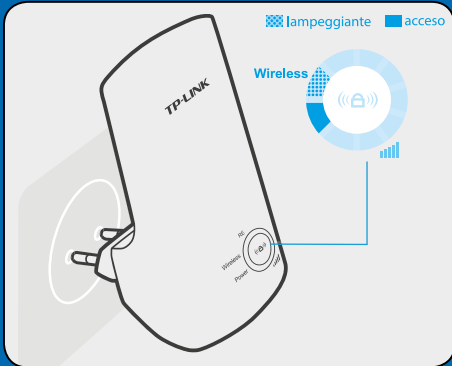 lampeggiante acceso
Wireless
TP-LINK
RE
Wireless
Power